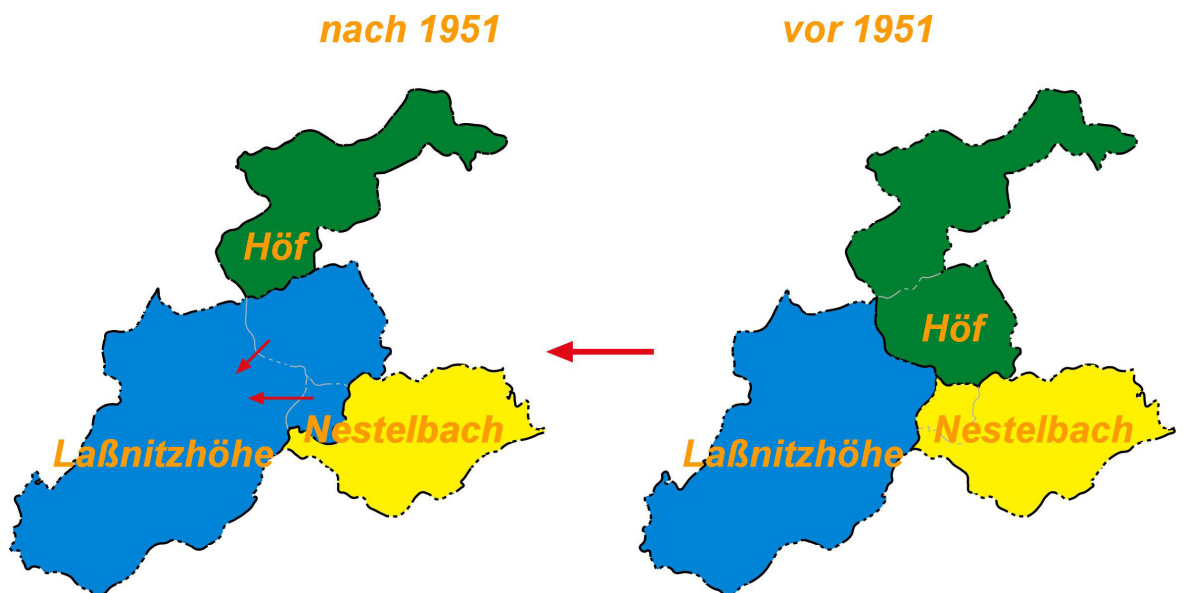 nach 1951
vor 1951
Höf
Höf
Nestelbach
Nestelbach
Laßnitzhöhe
Laßnitzhöhe